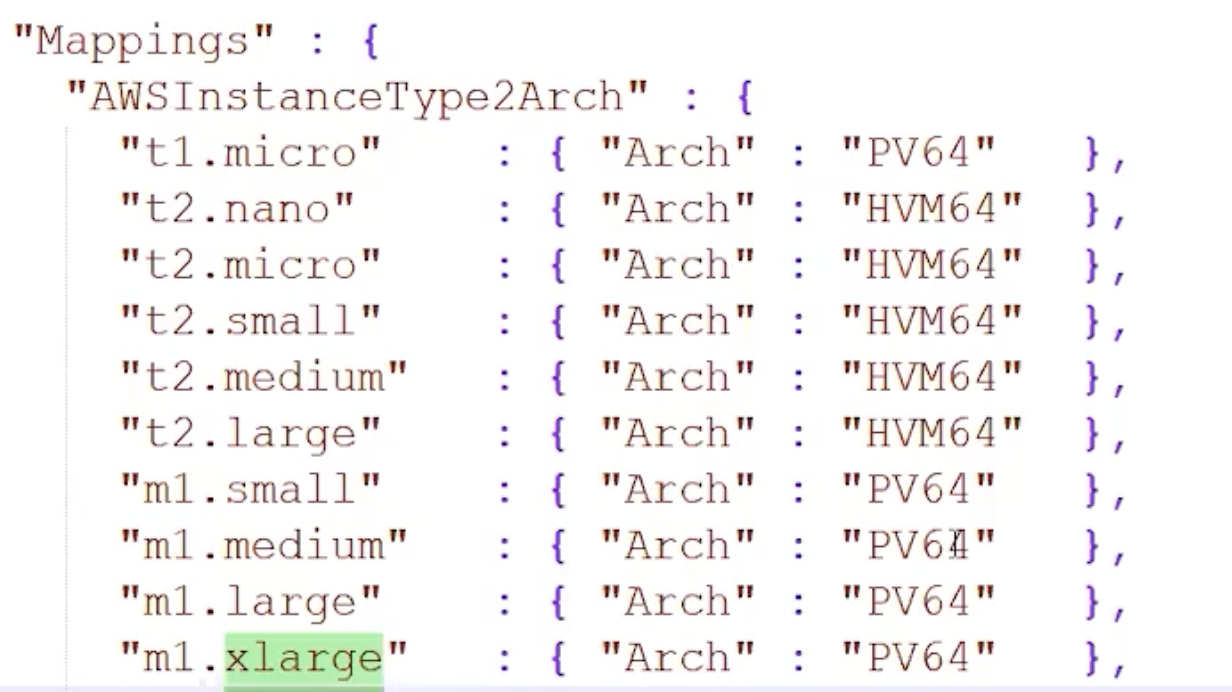 "Mappings" : {
"AWSInstanceType2Arch" : {
"t1.micro" : { "Arch" : "PV64" },
"t2.nano" : { "Arch" : "HVM64" },
"t2.micro" : { "Arch" : "HVM64" },
"t2.small" : { "Arch" : "HVM64" },
"t2.medium" : { "Arch" : "HVM64" },
"t2.large" : { "Arch" : "HVM64" },
"m1.small" : { "Arch" : "PV64" },
"m1.medium" : { "Arch" : "PV64" },
"m1.large" : { "Arch" : "PV64" },
"m1.xlarge" : { "Arch" : "PV64" },